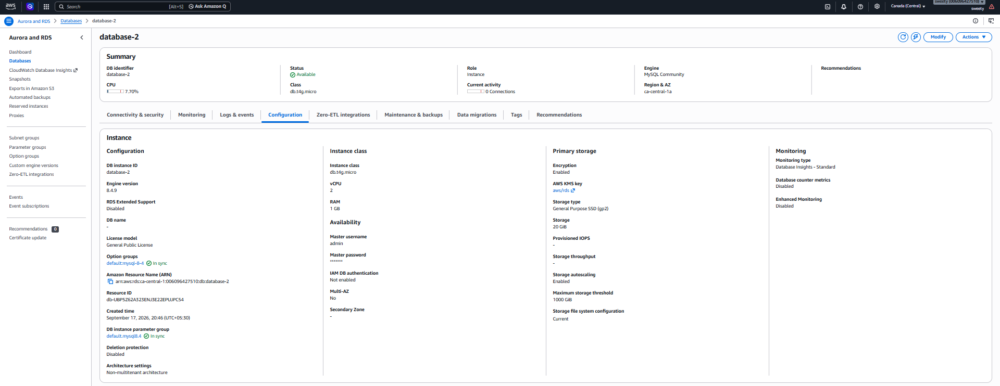 aws
Search [Alt+S] Ask Amazon Q
Canada (Central)
sweety (006096427510)
sweety
Aurora and RDS > Databases > database-2
Aurora and RDS
Dashboard
Databases
CloudWatch Database Insights
Snapshots
Exports in Amazon S3
Automated backups
Reserved instances
Proxies
Subnet groups
Parameter groups
Option groups
Custom engine versions
Zero-ETL integrations
Events
Event subscriptions
Recommendations 0
Certificate update
database-2
Modify
Actions
Summary
DB identifier
database-2
CPU
7.70%
Status
Available
Class
db.t4g.micro
Role
Instance
Current activity
0 Connections
Engine
MySQL Community
Region & AZ
ca-central-1a
Recommendations
Connectivity & security
Monitoring
Logs & events
Configuration
Zero-ETL integrations
Maintenance & backups
Data migrations
Tags
Recommendations
Instance
Configuration
DB instance ID
database-2
Engine version
8.4.9
RDS Extended Support
Disabled
DB name
-
License model
General Public License
Option groups
default:mysql-8-4 In sync
Amazon Resource Name (ARN)
arn:aws:rds:ca-central-1:006096427510:db:database-2
Resource ID
db-UBP5Z62A323ENJ3E22EPUJPC54
Created time
September 17, 2026, 20:46 (UTC+05:30)
DB instance parameter group
default.mysql8.4 In sync
Deletion protection
Disabled
Architecture settings
Non-multitenant architecture
Instance class
Instance class
db.t4g.micro
vCPU
2
RAM
1 GB
Availability
Master username
admin
Master password
*******
IAM DB authentication
Not enabled
Multi-AZ
No
Secondary Zone
-
Primary storage
Encryption
Enabled
AWS KMS key
aws/rds
Storage type
General Purpose SSD (gp2)
Storage
20 GiB
Provisioned IOPS
-
Storage throughput
-
Storage autoscaling
Enabled
Maximum storage threshold
1000 GiB
Storage file system configuration
Current
Monitoring
Monitoring type
Database Insights - Standard
Database counter metrics
Disabled
Enhanced Monitoring
Disabled